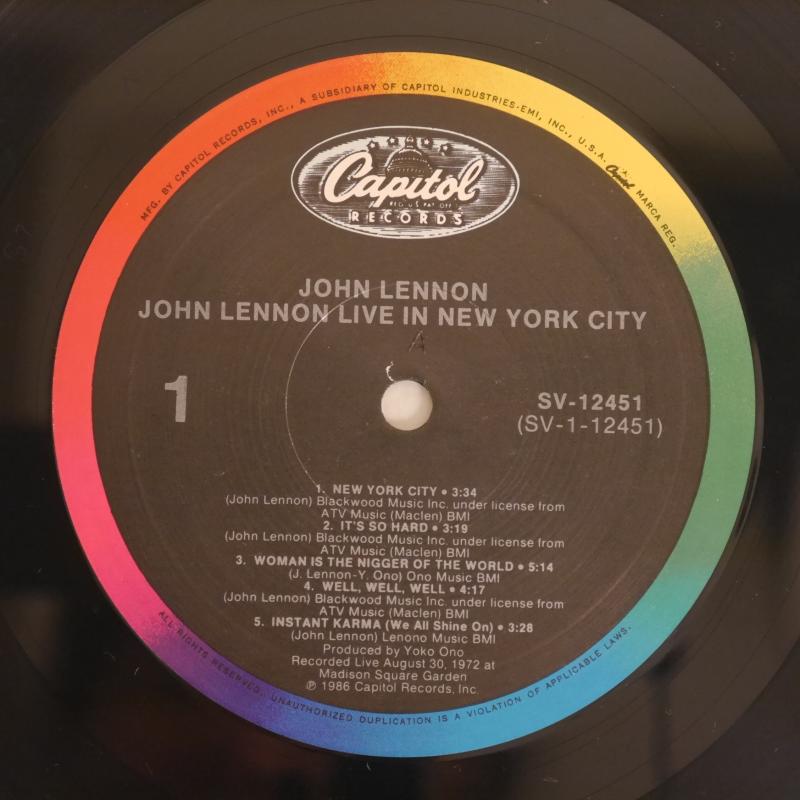 MFG. BY CAPITOL RECORDS, INC., A SUBSIDIARY OF CAPITOL INDUSTRIES-EMI, INC., U.S.A. Capitol MARCA REG.
Capitol
REG. U.S. PAT. OFF.
RECORDS
JOHN LENNON
JOHN LENNON LIVE IN NEW YORK CITY
A
1
SV-12451
(SV-1-12451)
1. NEW YORK CITY • 3:34
(John Lennon) Blackwood Music Inc. under license from
ATV Music (Maclen) BMI
2. IT'S SO HARD • 3:19
(John Lennon) Blackwood Music Inc. under license from
ATV Music (Maclen) BMI
3. WOMAN IS THE NIGGER OF THE WORLD • 5:14
(J. Lennon-Y. Ono) Ono Music BMI
4. WELL, WELL, WELL • 4:17
(John Lennon) Blackwood Music Inc. under license from
ATV Music (Maclen) BMI
5. INSTANT KARMA (We All Shine On) • 3:28
(John Lennon) Lenono Music BMI
Produced by Yoko Ono
Recorded Live August 30, 1972 at
Madison Square Garden
℗ 1986 Capitol Records, Inc.
ALL RIGHTS RESERVED. UNAUTHORIZED DUPLICATION IS A VIOLATION OF APPLICABLE LAWS.